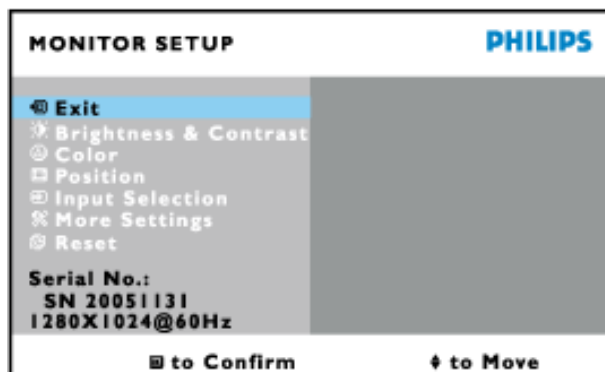 MONITOR SETUP PHILIPS
Exit
Brightness & Contrast
Color
Position
Input Selection
More Settings
Reset
Serial No.:
SN 20051131
1280X1024@60Hz
to Confirm to Move